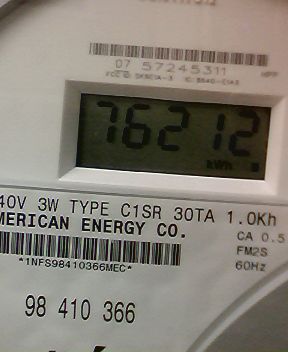 07 57245311
76212
kWh
40V 3W TYPE C1SR 30TA 1.0Kh
MERICAN ENERGY CO.
CA 0.5
*1NFS98410366MEC*
FM2S
60Hz
98 410 366